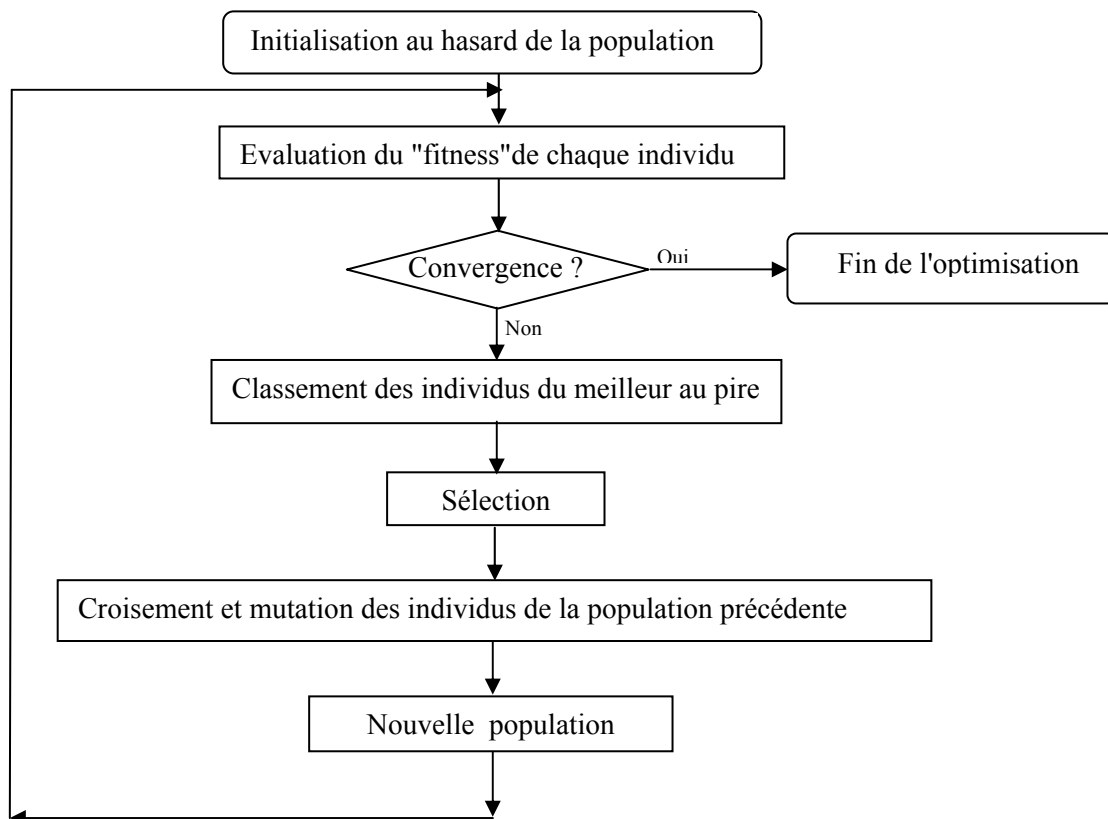 Initialisation au hasard de la population
Evaluation du "fitness"de chaque individu
Convergence ?
Oui
Fin de l'optimisation
Non
Classement des individus du meilleur au pire
Sélection
Croisement et mutation des individus de la population précédente
Nouvelle population